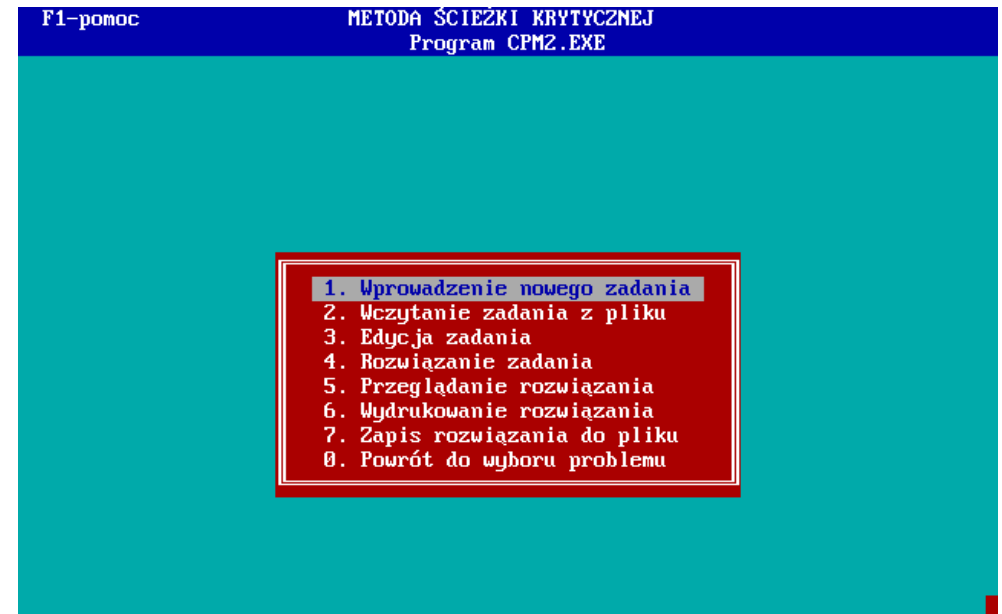 F1-pomoc
METODA ŚCIEŻKI KRYTYCZNEJ
Program CPM2.EXE
1. Wprowadzenie nowego zadania
2. Wczytanie zadania z pliku
3. Edycja zadania
4. Rozwiązanie zadania
5. Przeglądanie rozwiązania
6. Wydrukowanie rozwiązania
7. Zapis rozwiązania do pliku
0. Powrót do wyboru problemu